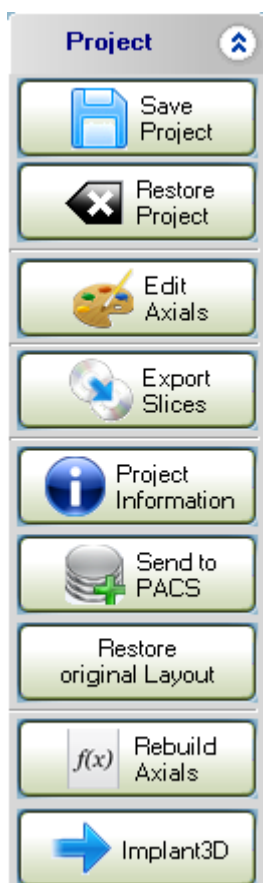 Project
Save
Project
Restore
Project
Edit
Axials
Export
Slices
Project
Information
Send to
PACS
Restore
original Layout
f(x)
Rebuild
Axials
Implant3D